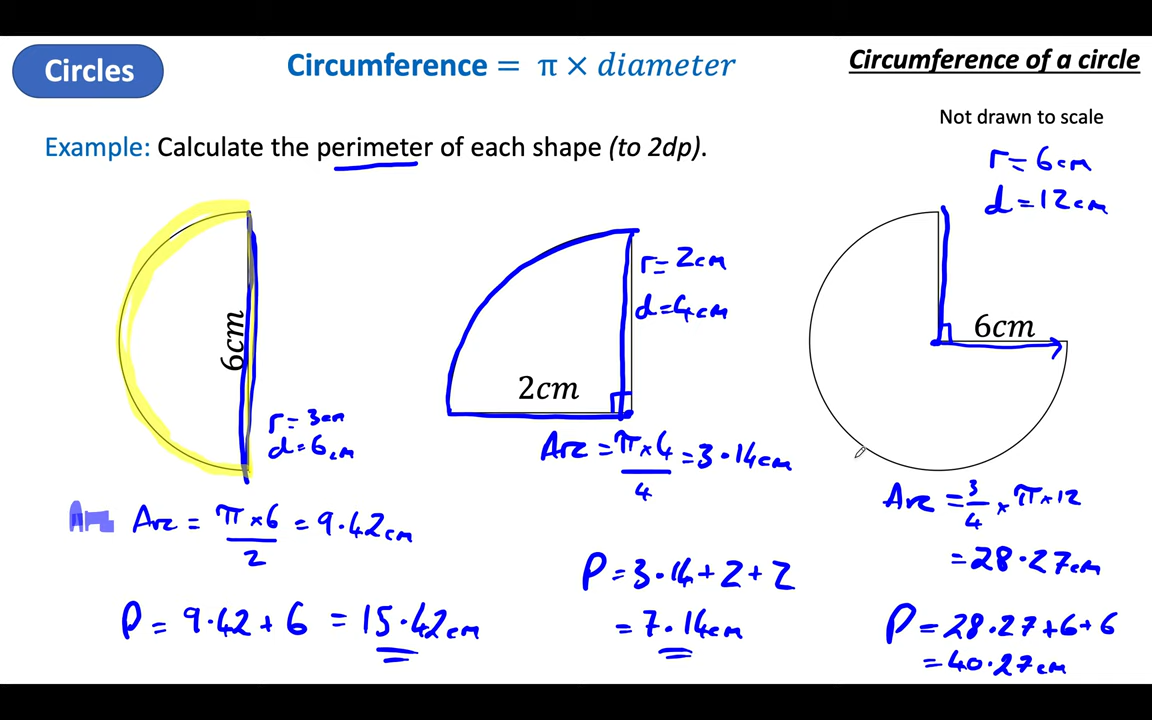 Circles
Circumference = π × diameter
Circumference of a circle
Not drawn to scale
Example: Calculate the perimeter of each shape (to 2dp).
6cm
r = 3cm
d = 6cm
Arc = π×6/2 = 9.42cm
P = 9.42 + 6 = 15.42cm
r = 2cm
d = 4cm
2cm
Arc = π×4/4 = 3.14cm
P = 3.14 + 2 + 2
= 7.14cm
r = 6cm
d = 12cm
6cm
Arc = 3/4 × π × 12
= 28.27cm
P = 28.27 + 6 + 6
= 40.27cm